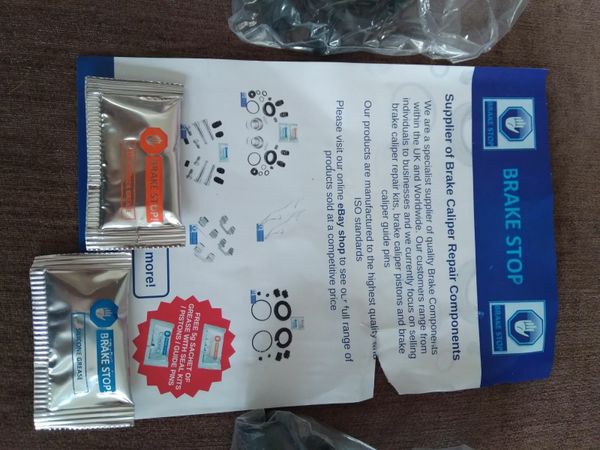 BRAKE STOP
BRAKE STOP
BRAKE STOP
Supplier of Brake Caliper Repair Components
We are a specialist supplier of quality Brake Components
within the UK and Worldwide. Our customers range from
individuals to businesses and we currently focus on selling
brake caliper repair kits, brake caliper pistons and brake
caliper guide pins
Our products are manufactured to the highest quality and
ISO standards
Please visit our online eBay shop to see our full range of
products sold at a competitive price
more!
FREE 5g SACHET OF
GREASE WITH SEAL KITS
/ PISTONS / GUIDE PINS
BRAKE STOP
BRAKE STOP
SILICONE GREASE